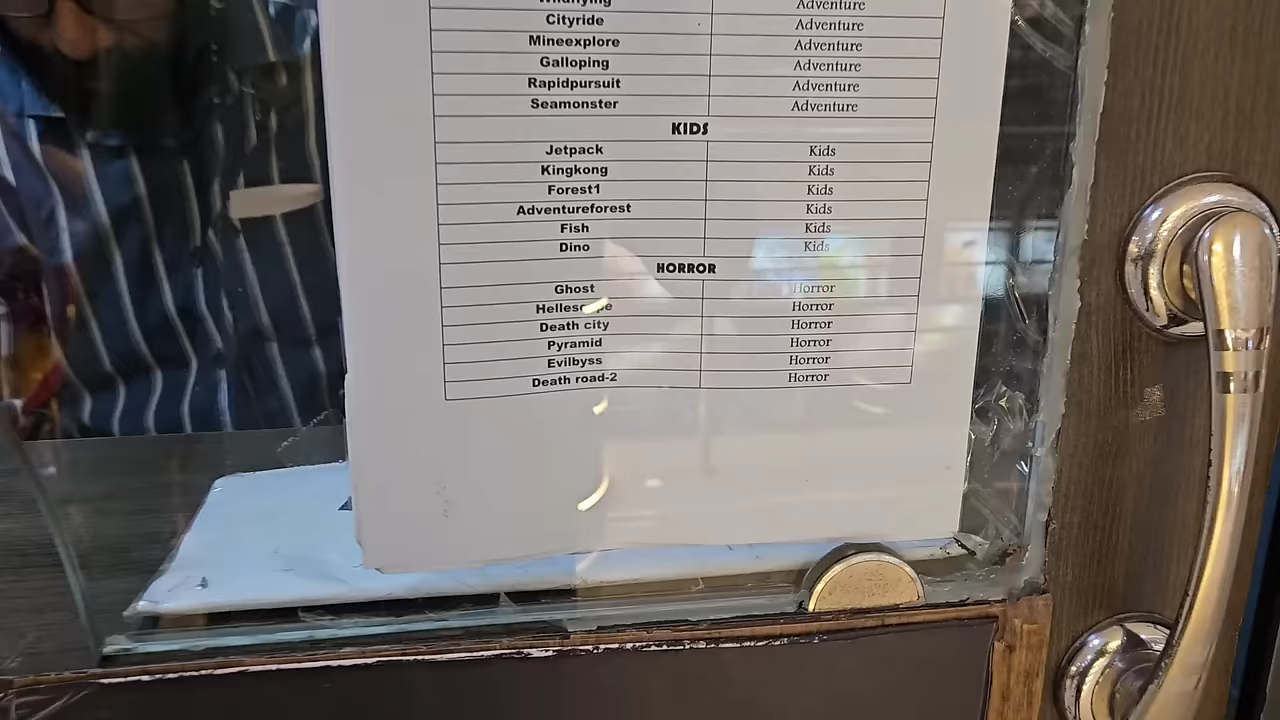 Adventure
Cityride Adventure
Mineexplore Adventure
Galloping Adventure
Rapidpursuit Adventure
Seamonster Adventure
KIDS
Jetpack Kids
Kingkong Kids
Forest1 Kids
Adventureforest Kids
Fish Kids
Dino Kids
HORROR
Ghost Horror
Horror
Death city Horror
Pyramid Horror
Evilbyss Horror
Death road-2 Horror